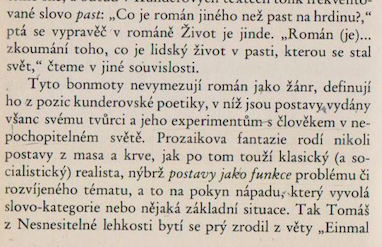 vané slovo past: „Co je román jiného než past na hrdinu?,“
ptá se vypravěč v románě Život je jinde. „Román (je)...
zkoumání toho, co je lidský život v pasti, kterou se stal
svět,“ čteme v jiné souvislosti.
Tyto bonmoty nevymezují román jako žánr, definují
ho z pozic kunderovské poetiky, v níž jsou postavy vydány
všanc svému tvůrci a jeho experimentům s člověkem v ne-
pochopitelném světě. Prozaikova fantazie rodí nikoli
postavy z masa a krve, jak po tom touží klasický (a so-
cialistický) realista, nýbrž postavy jako funkce problému či
rozvíjeného tématu, a to na pokyn nápadu, který vyvolá
slovo-kategorie nebo nějaká základní situace. Tak Tomáš
z Nesnesitelné lehkosti bytí se prý zrodil z věty „Einmal